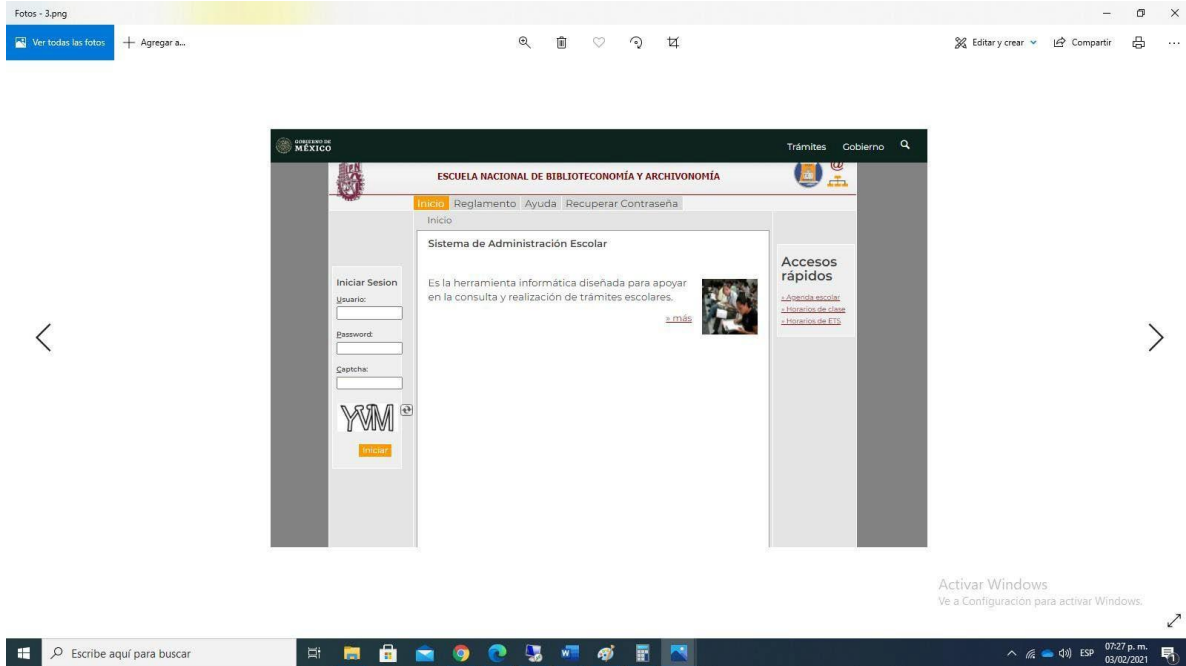 Fotos - 3.png
Ver todas las fotos
Agregar a...
Editar y crear
Compartir
GOBIERNO DE
MÉXICO
Trámites
Gobierno
ESCUELA NACIONAL DE BIBLIOTECONOMÍA Y ARCHIVONOMÍA
Inicio Reglamento Ayuda Recuperar Contraseña
Inicio
Sistema de Administración Escolar
Es la herramienta informática diseñada para apoyar
en la consulta y realización de trámites escolares.
» más
Iniciar Sesion
Usuario:
Password:
Captcha:
YVM
Iniciar
Accesos
rápidos
» Agenda escolar
» Horarios de clase
» Horarios de ETS
Activar Windows
Ve a Configuración para activar Windows.
Escribe aquí para buscar
ESP
07:27 p. m.
03/02/2021